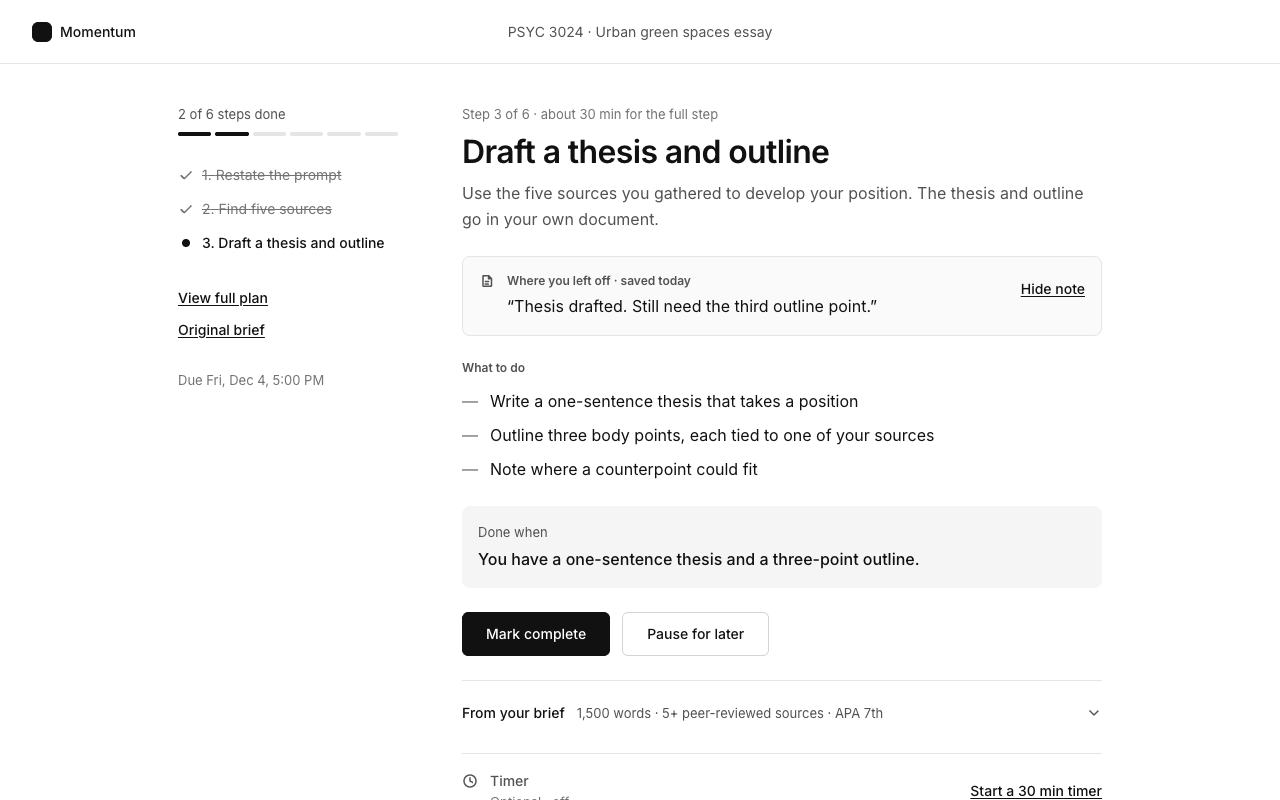 Momentum
PSYC 3024 · Urban green spaces essay
2 of 6 steps done
1. Restate the prompt
2. Find five sources
3. Draft a thesis and outline
View full plan
Original brief
Due Fri, Dec 4, 5:00 PM
Step 3 of 6 · about 30 min for the full step
Draft a thesis and outline
Use the five sources you gathered to develop your position. The thesis and outline
go in your own document.
Where you left off · saved today
“Thesis drafted. Still need the third outline point.”
Hide note
What to do
— Write a one-sentence thesis that takes a position
— Outline three body points, each tied to one of your sources
— Note where a counterpoint could fit
Done when
You have a one-sentence thesis and a three-point outline.
Mark complete
Pause for later
From your brief 1,500 words · 5+ peer-reviewed sources · APA 7th
Timer
Optional · off
Start a 30 min timer